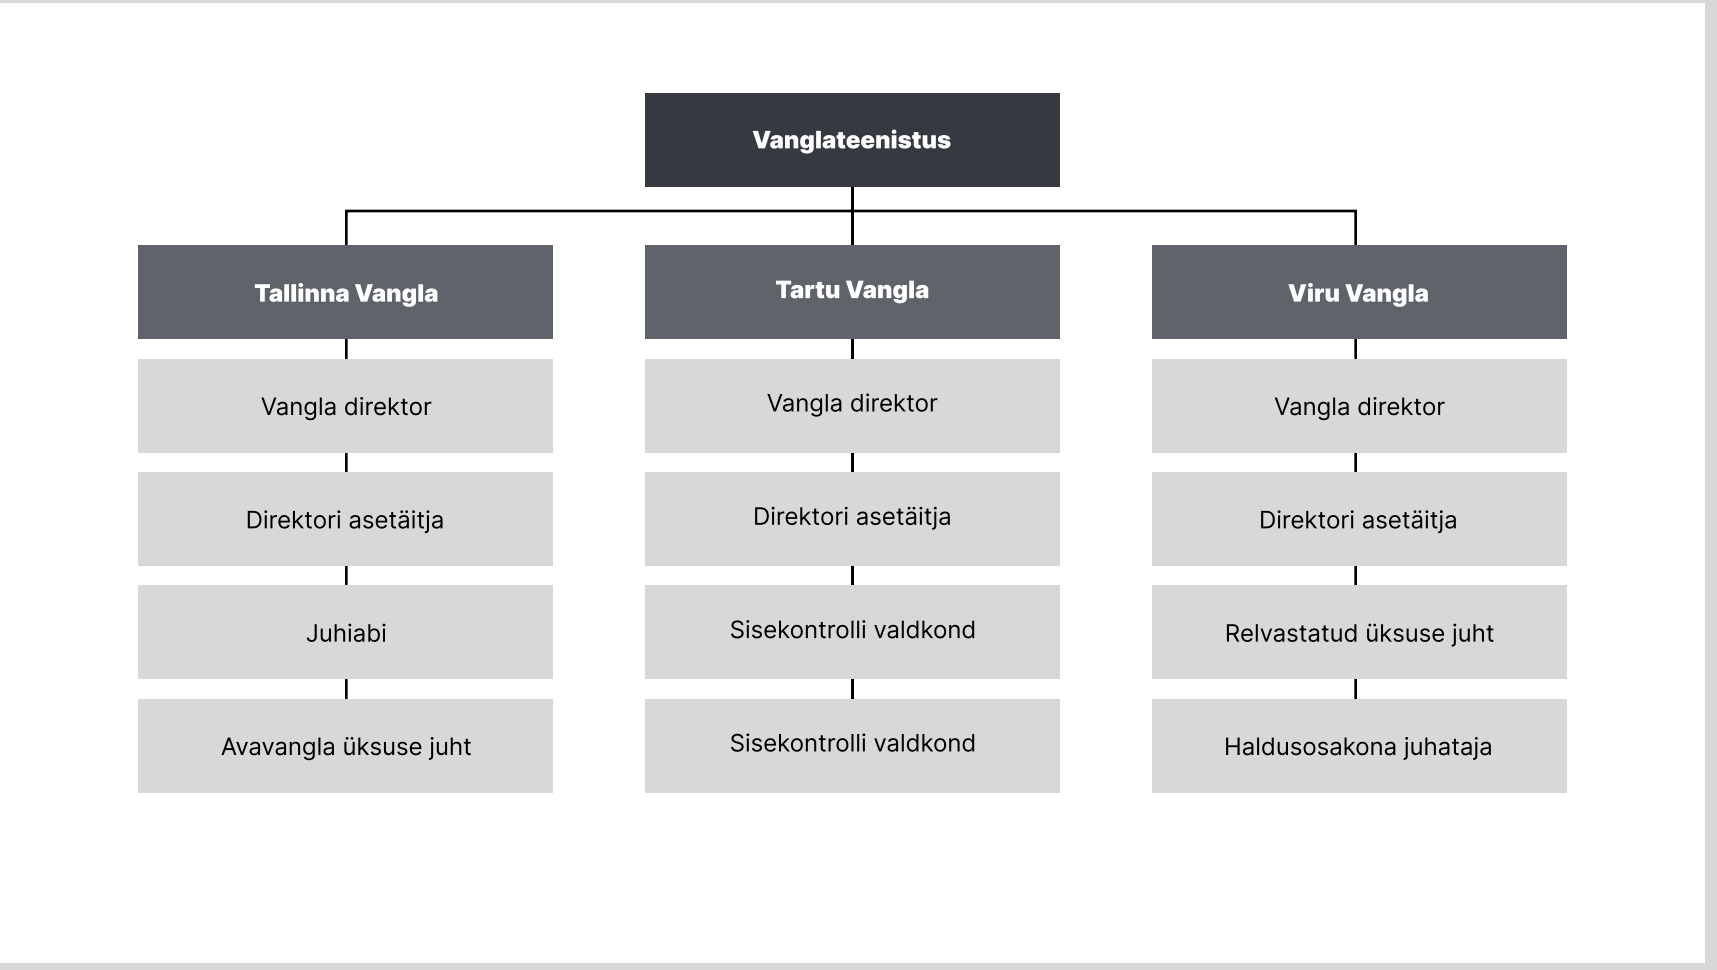 Vanglateenistus
Tallinna Vangla
Vangla direktor
Direktori asetäitja
Juhiabi
Avavangla üksuse juht
Tartu Vangla
Vangla direktor
Direktori asetäitja
Sisekontrolli valdkond
Sisekontrolli valdkond
Viru Vangla
Vangla direktor
Direktori asetäitja
Relvastatud üksuse juht
Haldusosakona juhataja